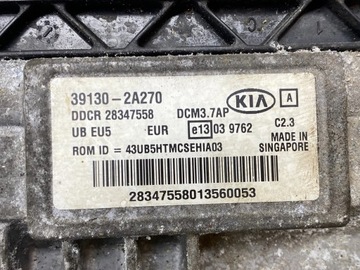 39130-2A270
DDCR 28347558 DCM3.7AP KIA A
UB EU5 EUR e13 03 9762 C2.3
ROM ID = 43UB5HTMCSEHIA03 MADE IN SINGAPORE
28347558013560053